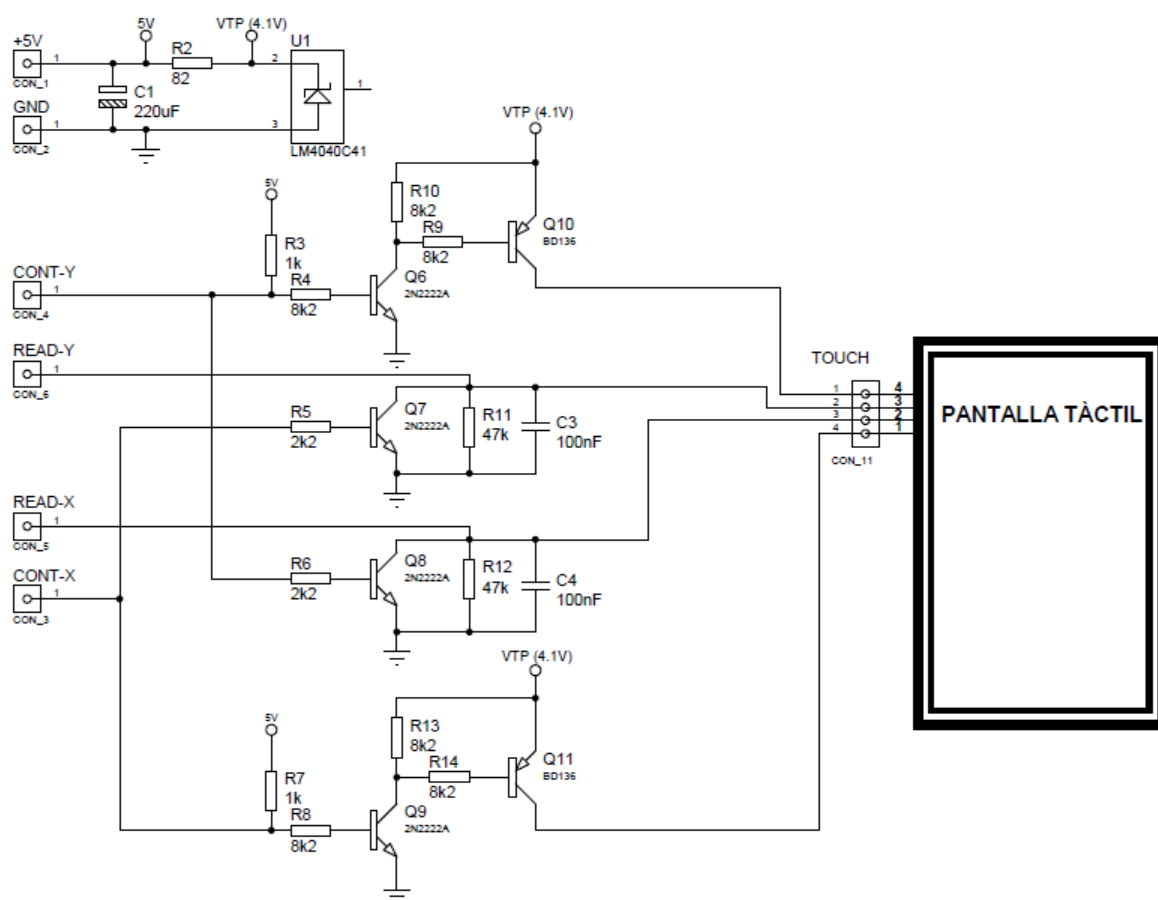 +5V
1
CON_1
GND
1
CON_2
C1
220uF
5V
R2
82
VTP (4.1V)
U1
2
1
3
LM4040C41
VTP (4.1V)
R10
8k2
R9
8k2
Q10
BD136
5V
R3
1k
R4
8k2
Q6
2N2222A
CONT-Y
1
CON_4
READ-Y
1
CON_6
R5
2k2
Q7
2N2222A
R11
47k
C3
100nF
TOUCH
1
2
3
4
4
3
2
1
CON_11
PANTALLA TÀCTIL
READ-X
1
CON_5
CONT-X
1
CON_3
R6
2k2
Q8
2N2222A
R12
47k
C4
100nF
VTP (4.1V)
R13
8k2
R14
8k2
Q11
BD136
5V
R7
1k
R8
8k2
Q9
2N2222A